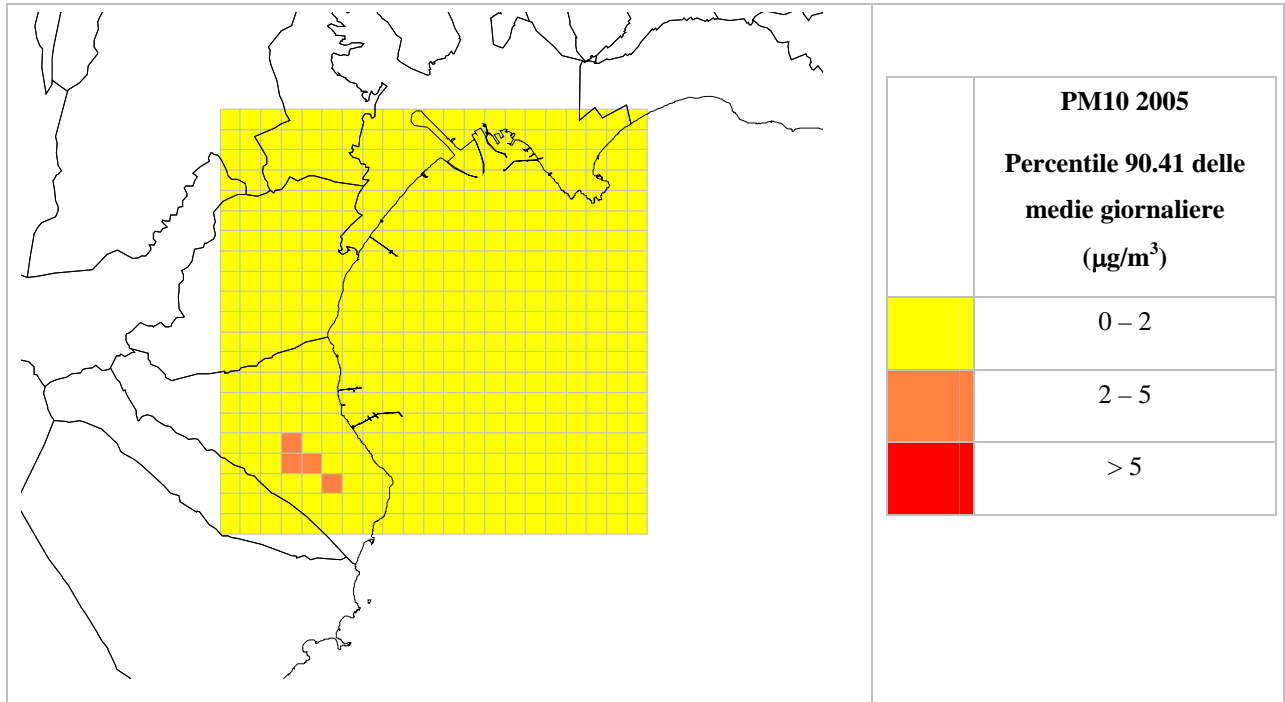 PM10 2005
Percentile 90.41 delle
medie giornaliere
(µg/m³)
0 – 2
2 – 5
> 5